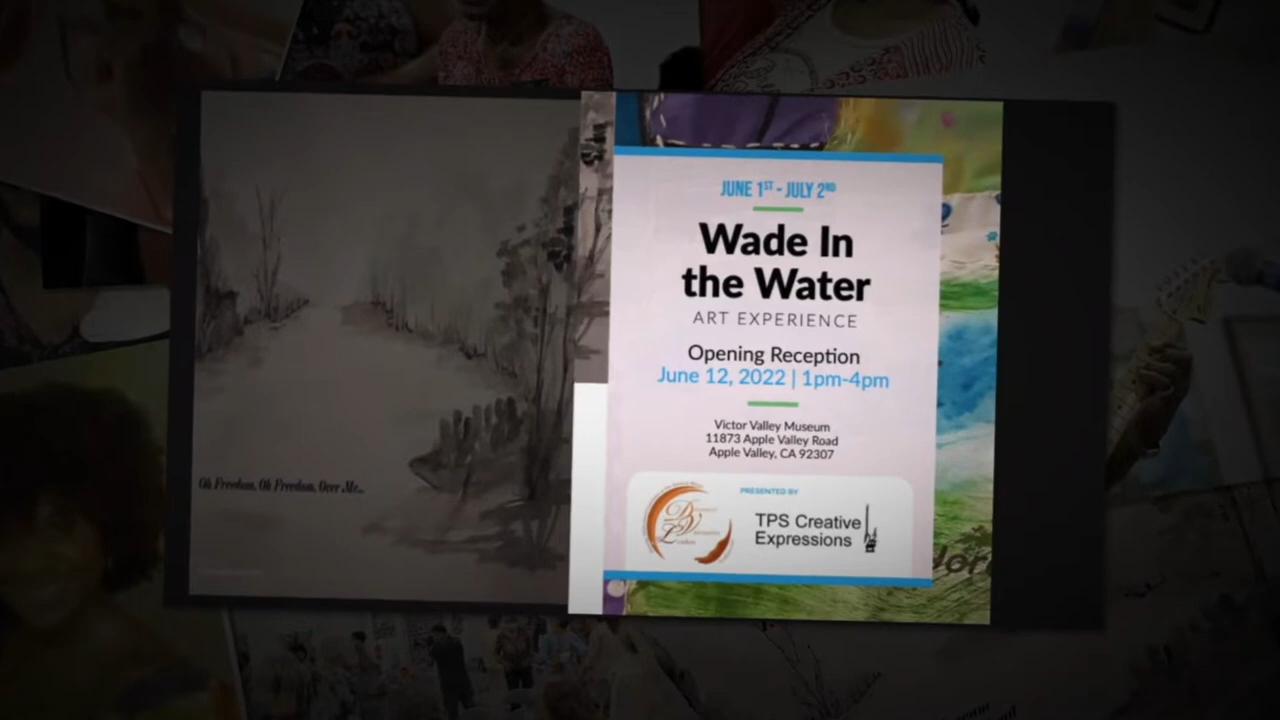 Oh Freedom, Oh Freedom, Over Me...
JUNE 1ST - JULY 2ND
Wade In
the Water
ART EXPERIENCE
Opening Reception
June 12, 2022 | 1pm-4pm
Victor Valley Museum
11873 Apple Valley Road
Apple Valley, CA 92307
PRESENTED BY
TPS Creative
Expressions